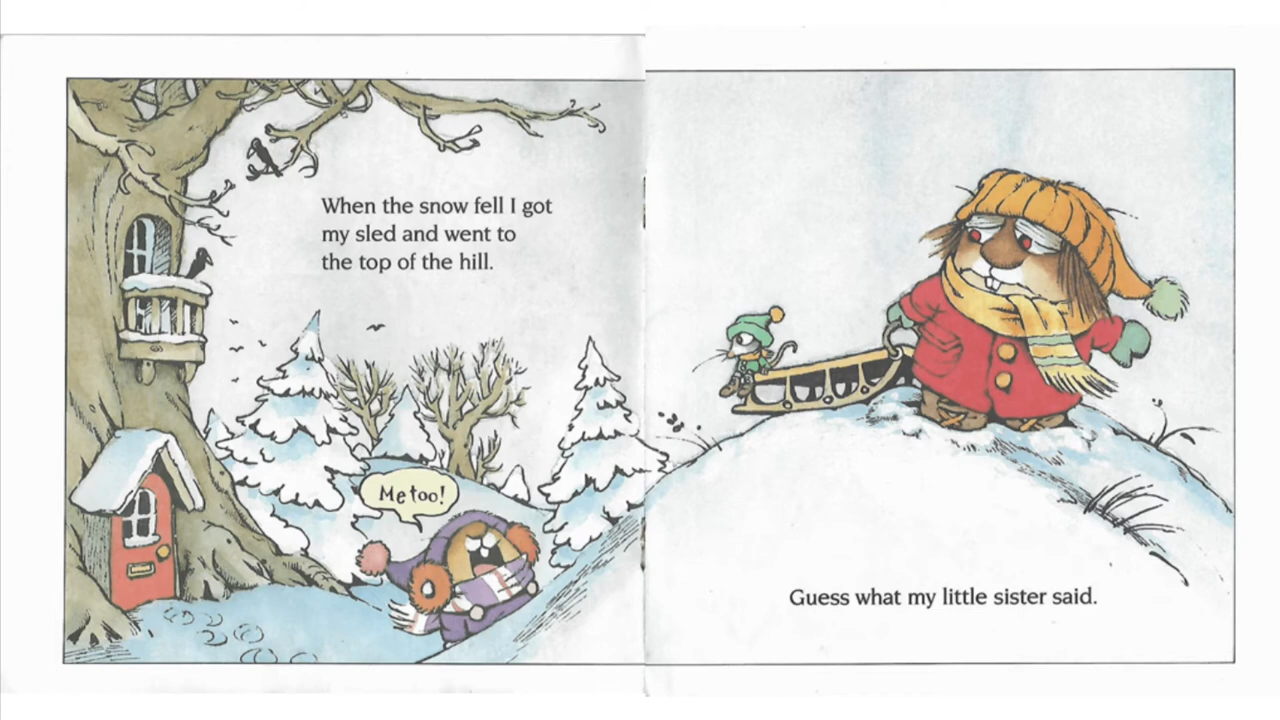 When the snow fell I got
my sled and went to
the top of the hill.
Me too!
Guess what my little sister said.